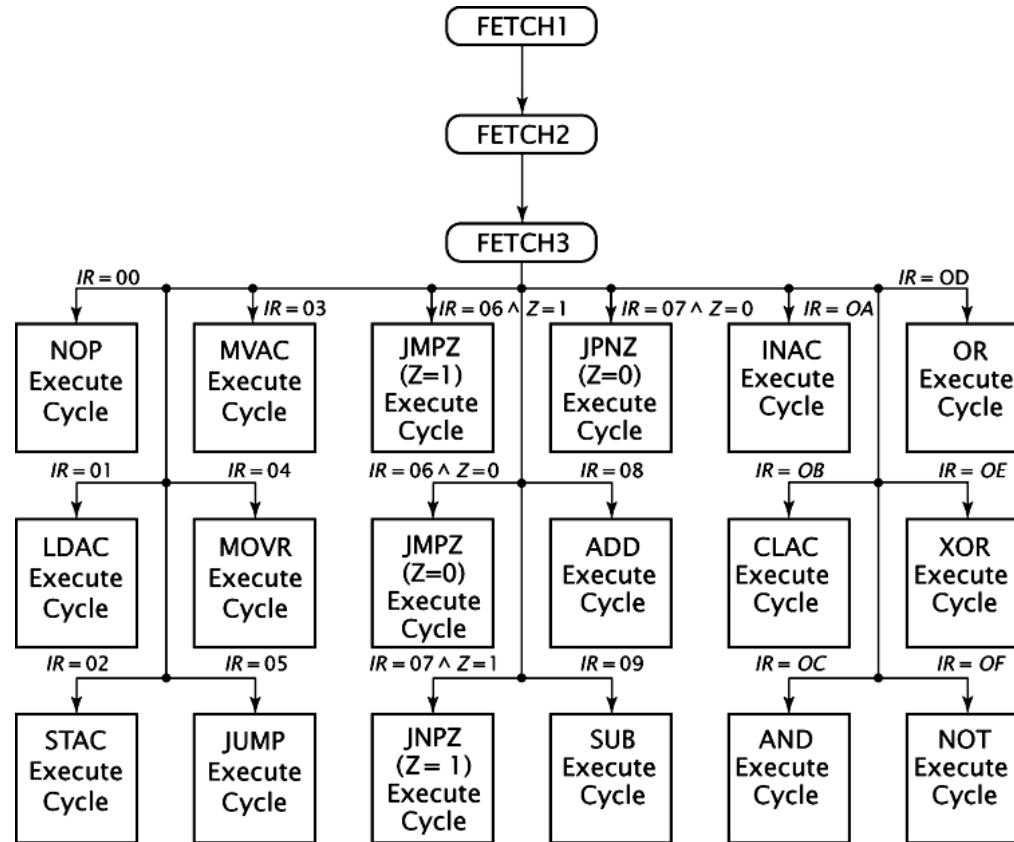 FETCH1
FETCH2
FETCH3
IR = 00
IR = 03
IR = 06 ∧ Z = 1
IR = 07 ∧ Z = 0
IR = OA
IR = OD
NOP
Execute
Cycle
MVAC
Execute
Cycle
JMPZ
(Z=1)
Execute
Cycle
JPNZ
(Z=0)
Execute
Cycle
INAC
Execute
Cycle
OR
Execute
Cycle
IR = 01
IR = 04
IR = 06 ∧ Z = 0
IR = 08
IR = OB
IR = OE
LDAC
Execute
Cycle
MOVR
Execute
Cycle
JMPZ
(Z=0)
Execute
Cycle
ADD
Execute
Cycle
CLAC
Execute
Cycle
XOR
Execute
Cycle
IR = 02
IR = 05
IR = 07 ∧ Z = 1
IR = 09
IR = OC
IR = OF
STAC
Execute
Cycle
JUMP
Execute
Cycle
JNPZ
(Z= 1)
Execute
Cycle
SUB
Execute
Cycle
AND
Execute
Cycle
NOT
Execute
Cycle